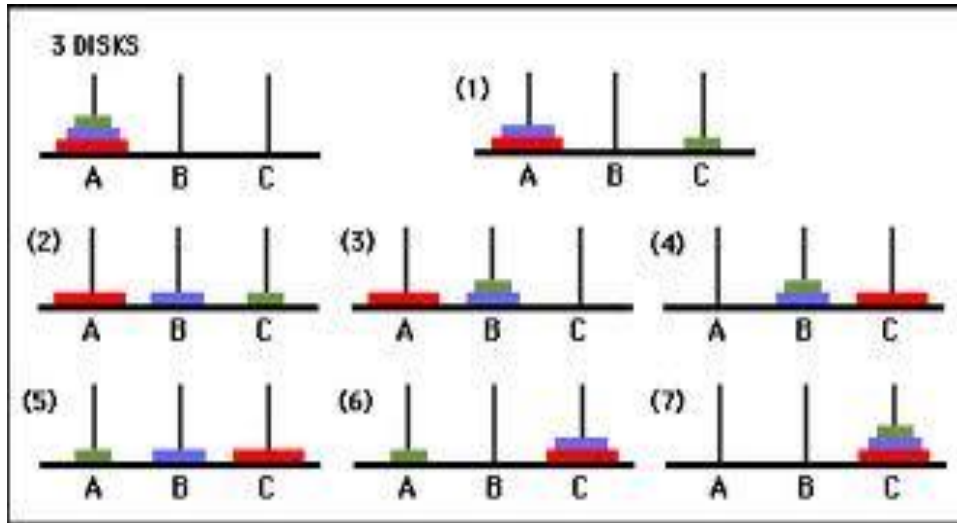 3 DISKS
A B C
(1)
A B C
(2)
A B C
(3)
A B C
(4)
A B C
(5)
A B C
(6)
A B C
(7)
A B C